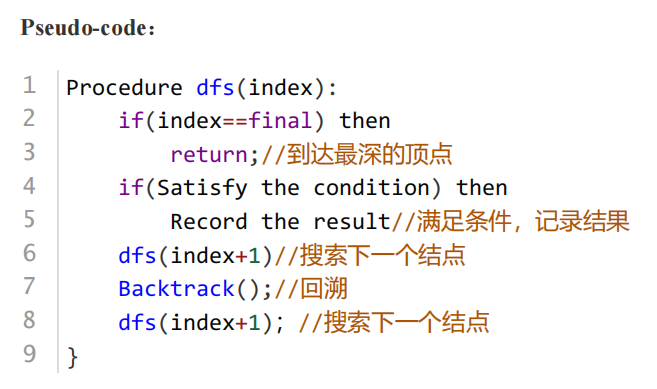 Pseudo-code：
1 Procedure dfs(index):
2 if(index==final) then
3 return;//到达最深的顶点
4 if(Satisfy the condition) then
5 Record the result//满足条件，记录结果
6 dfs(index+1)//搜索下一个结点
7 Backtrack();//回溯
8 dfs(index+1)；//搜索下一个结点
9 }